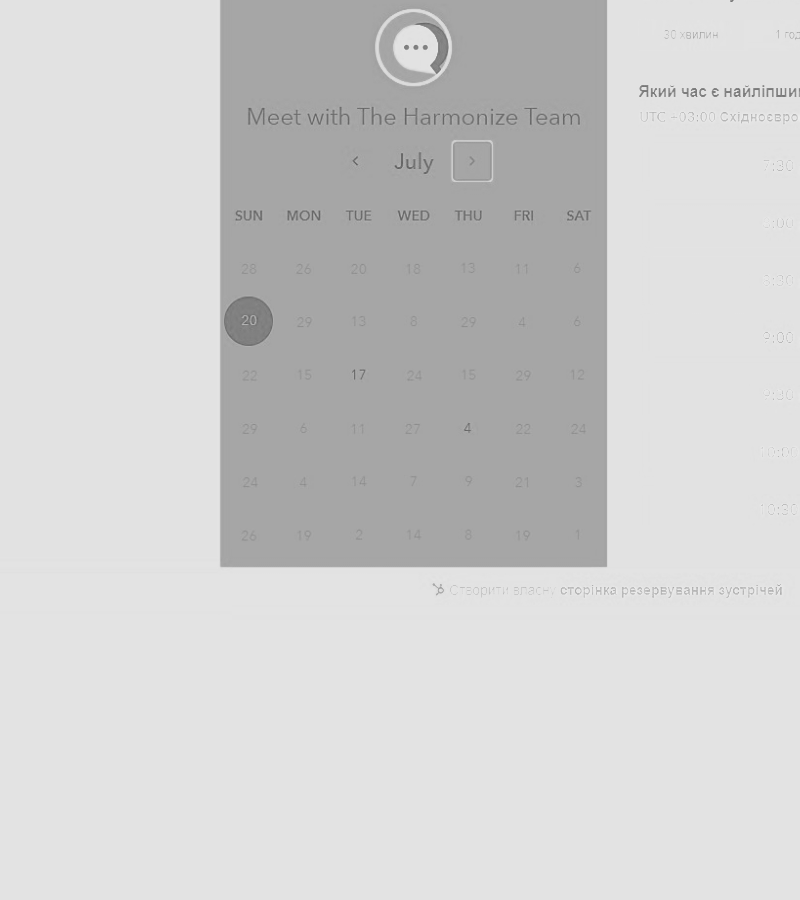 30 хвилин
1 год
Meet with The Harmonize Team
Який час є найліпши
UTC +03:00 Східноєвро
July
7:30
SUN MON TUE WED THU FRI SAT
28 26 20 18 13 11 6
8:30
20 29 13 8 29 4 6
9:00
22 15 17 24 15 29 12
9:30
29 6 11 27 4 22 24
10:00
24 4 14 7 9 21 3
10:30
26 19 2 14 8 19 1
Створити власну сторінка резервування зустрічей